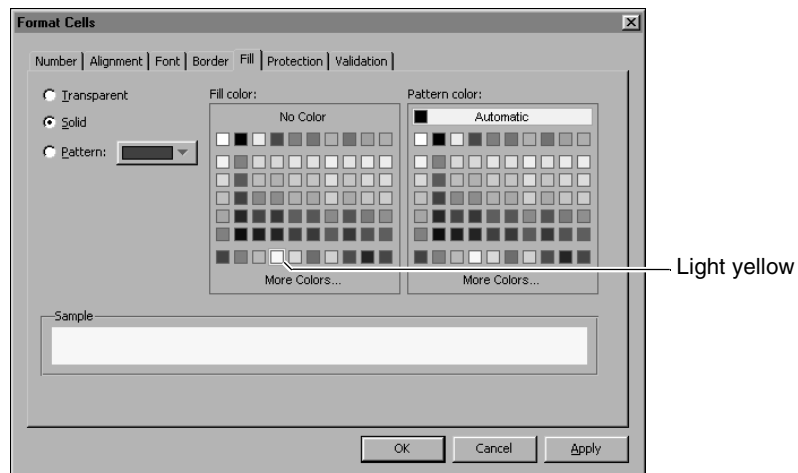 Format Cells
Number Alignment Font Border Fill Protection Validation
Transparent
Solid
Pattern:
Fill color:
No Color
More Colors...
Pattern color:
Automatic
More Colors...
Light yellow
Sample
OK Cancel Apply